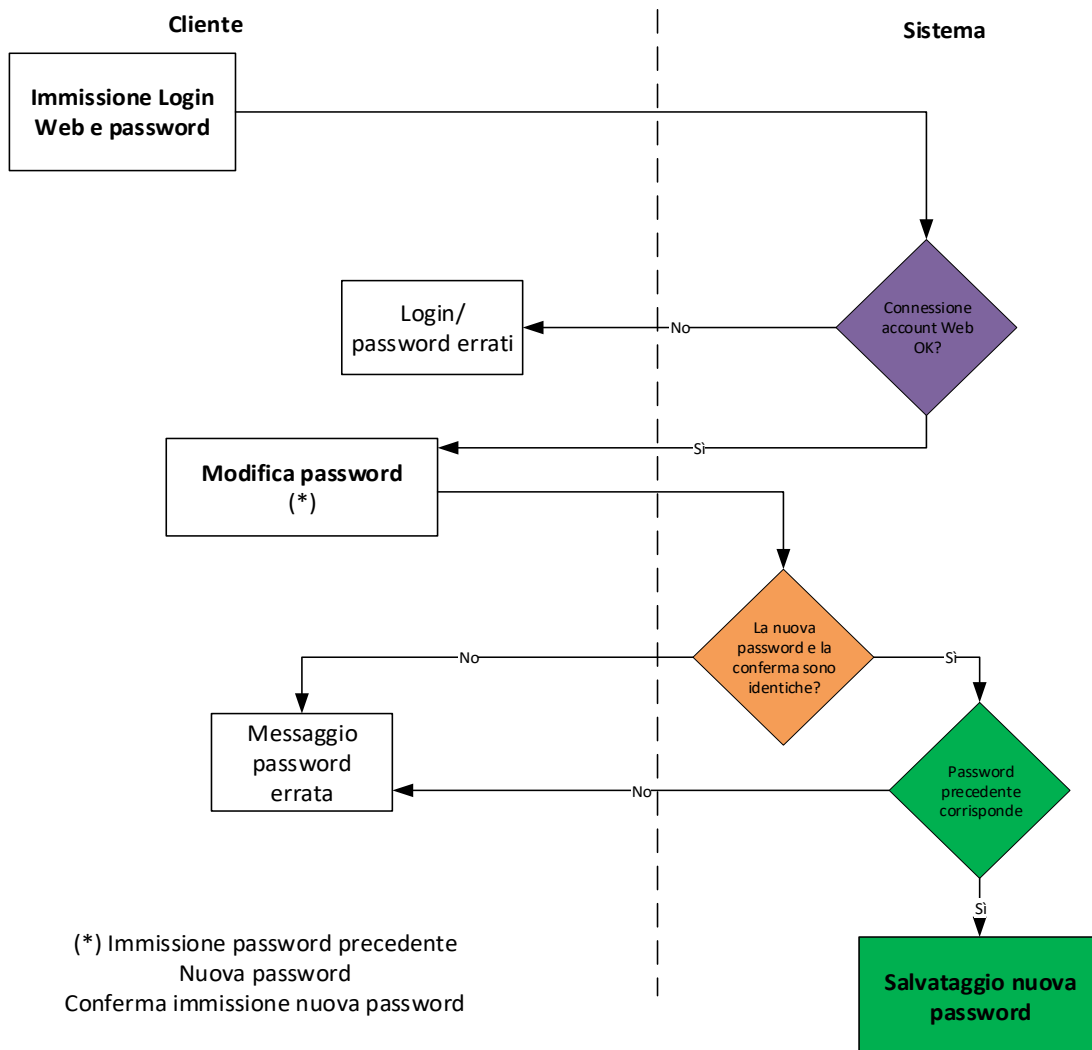 Cliente
Sistema
Immissione Login
Web e password
Connessione
account Web
OK?
Login/
password errati
No
Sì
Modifica password
(*)
La nuova
password e la
conferma sono
identiche?
No
Sì
Messaggio
password
errata
Password
precedente
corrisponde
No
Sì
(*) Immissione password precedente
Nuova password
Conferma immissione nuova password
Salvataggio nuova
password